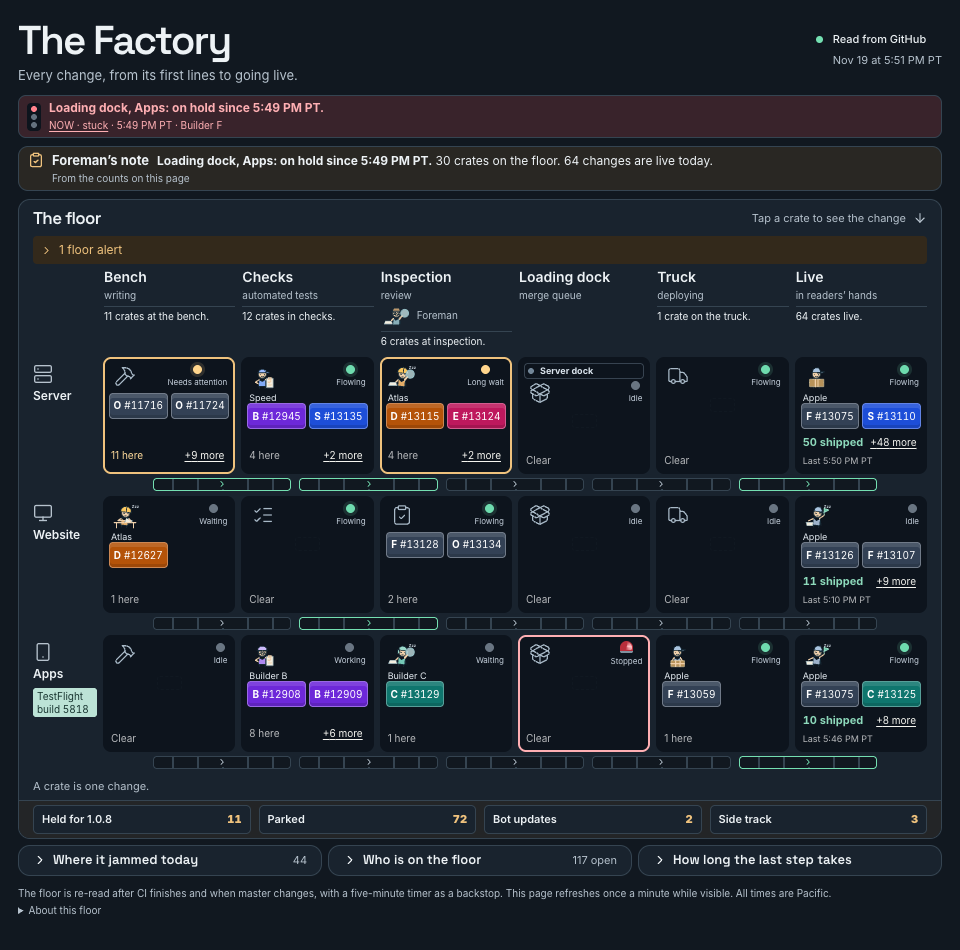 The Factory
Every change, from its first lines to going live.
Read from GitHub
Nov 19 at 5:51 PM PT
Loading dock, Apps: on hold since 5:49 PM PT.
NOW · stuck · 5:49 PM PT · Builder F
Foreman's note Loading dock, Apps: on hold since 5:49 PM PT. 30 crates on the floor. 64 changes are live today.
From the counts on this page
The floor
Tap a crate to see the change
1 floor alert
Bench
writing
11 crates at the bench.
Checks
automated tests
12 crates in checks.
Inspection
review
Foreman
6 crates at inspection.
Loading dock
merge queue
Truck
deploying
1 crate on the truck.
Live
in readers' hands
64 crates live.
Server
Needs attention
O #11716
O #11724
11 here
+9 more
Flowing
Speed
B #12945
S #13135
4 here
+2 more
Long wait
Atlas
D #13115
E #13124
4 here
+2 more
Server dock
Idle
Clear
Flowing
Clear
Flowing
Apple
F #13075
S #13110
50 shipped
+48 more
Last 5:50 PM PT
Website
Waiting
Atlas
D #12627
1 here
Flowing
Clear
Flowing
F #13128
O #13134
2 here
Idle
Clear
Idle
Clear
Idle
Apple
F #13126
F #13107
11 shipped
+9 more
Last 5:10 PM PT
Apps
TestFlight
build 5818
Idle
Clear
Working
Builder B
B #12908
B #12909
8 here
+6 more
Waiting
Builder C
C #13129
1 here
Stopped
Clear
Flowing
Apple
F #13059
1 here
Flowing
Apple
F #13075
C #13125
10 shipped
+8 more
Last 5:46 PM PT
A crate is one change.
Held for 1.0.8
11
Parked
72
Bot updates
2
Side track
3
Where it jammed today
44
Who is on the floor
117 open
How long the last step takes
The floor is re-read after CI finishes and when master changes, with a five-minute timer as a backstop. This page refreshes once a minute while visible. All times are Pacific.
About this floor